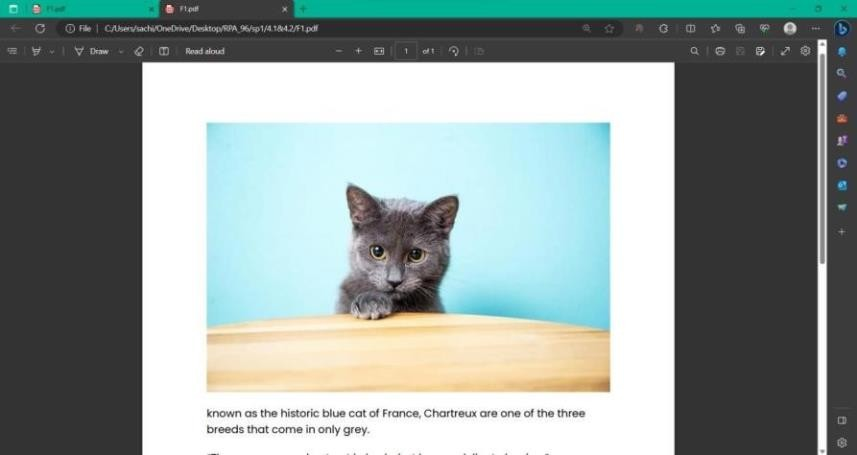 F1.pdf
F1.pdf
File
C:/Users/sachi/OneDrive/Desktop/RPA_96/sp1/4.1&4.2/F1.pdf
Draw
Read aloud
1
of 1
known as the historic blue cat of France, Chartreux are one of the three
breeds that come in only grey.